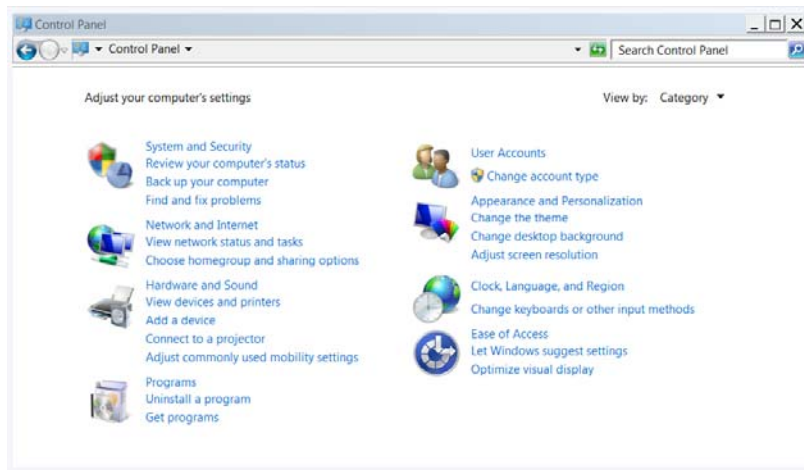 Control Panel
Control Panel
Search Control Panel
Adjust your computer's settings
View by: Category
System and Security
Review your computer's status
Back up your computer
Find and fix problems
Network and Internet
View network status and tasks
Choose homegroup and sharing options
Hardware and Sound
View devices and printers
Add a device
Connect to a projector
Adjust commonly used mobility settings
Programs
Uninstall a program
Get programs
User Accounts
Change account type
Appearance and Personalization
Change the theme
Change desktop background
Adjust screen resolution
Clock, Language, and Region
Change keyboards or other input methods
Ease of Access
Let Windows suggest settings
Optimize visual display